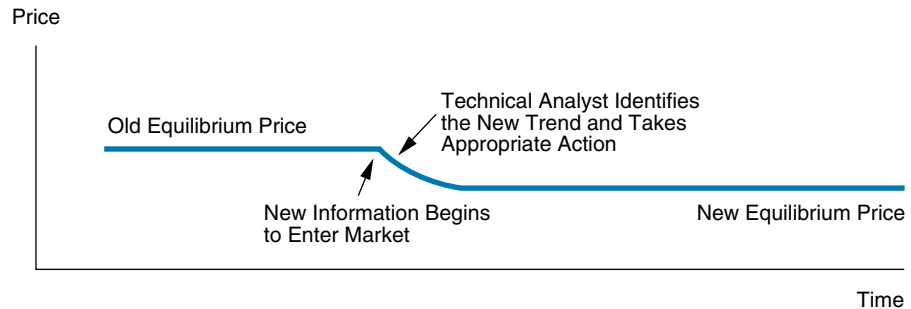 Price
Technical Analyst Identifies
the New Trend and Takes
Appropriate Action
Old Equilibrium Price
New Information Begins
to Enter Market
New Equilibrium Price
Time